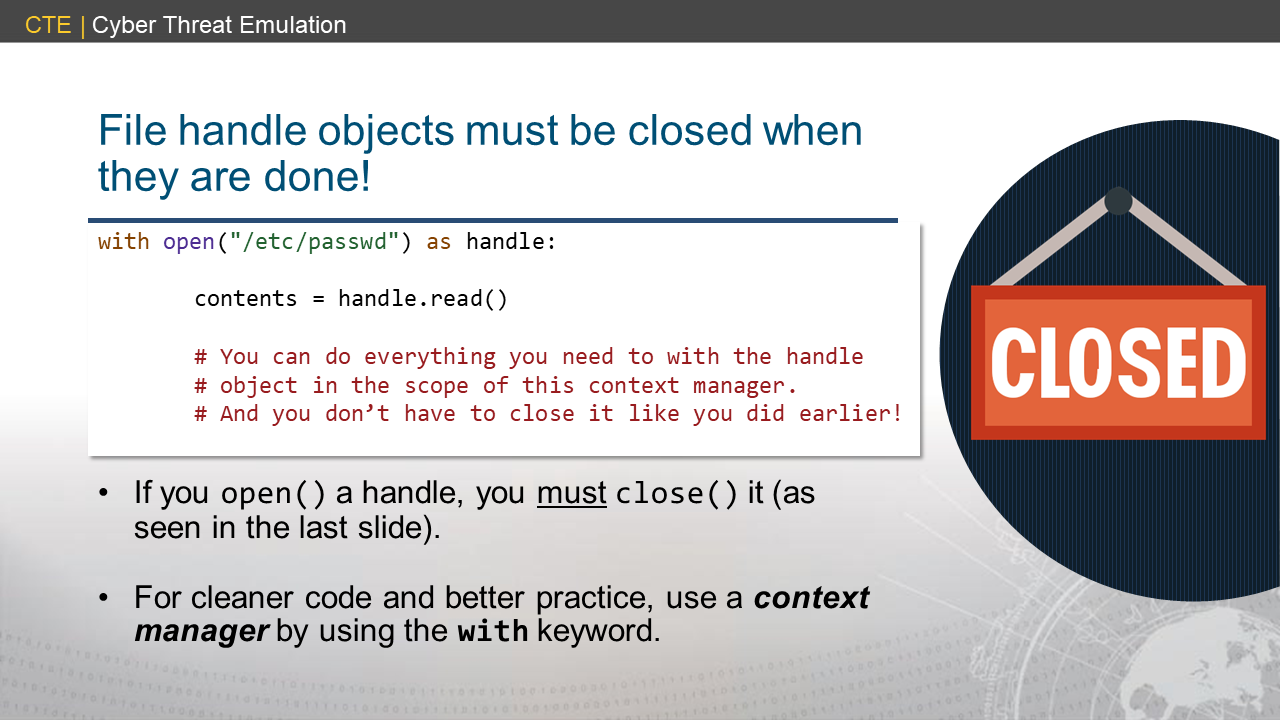 CTE | Cyber Threat Emulation
File handle objects must be closed when
they are done!
with open("/etc/passwd") as handle:
contents = handle.read()
# You can do everything you need to with the handle
# object in the scope of this context manager.
# And you don’t have to close it like you did earlier!
CLOSED
• If you open() a handle, you must close() it (as
seen in the last slide).
• For cleaner code and better practice, use a context
manager by using the with keyword.